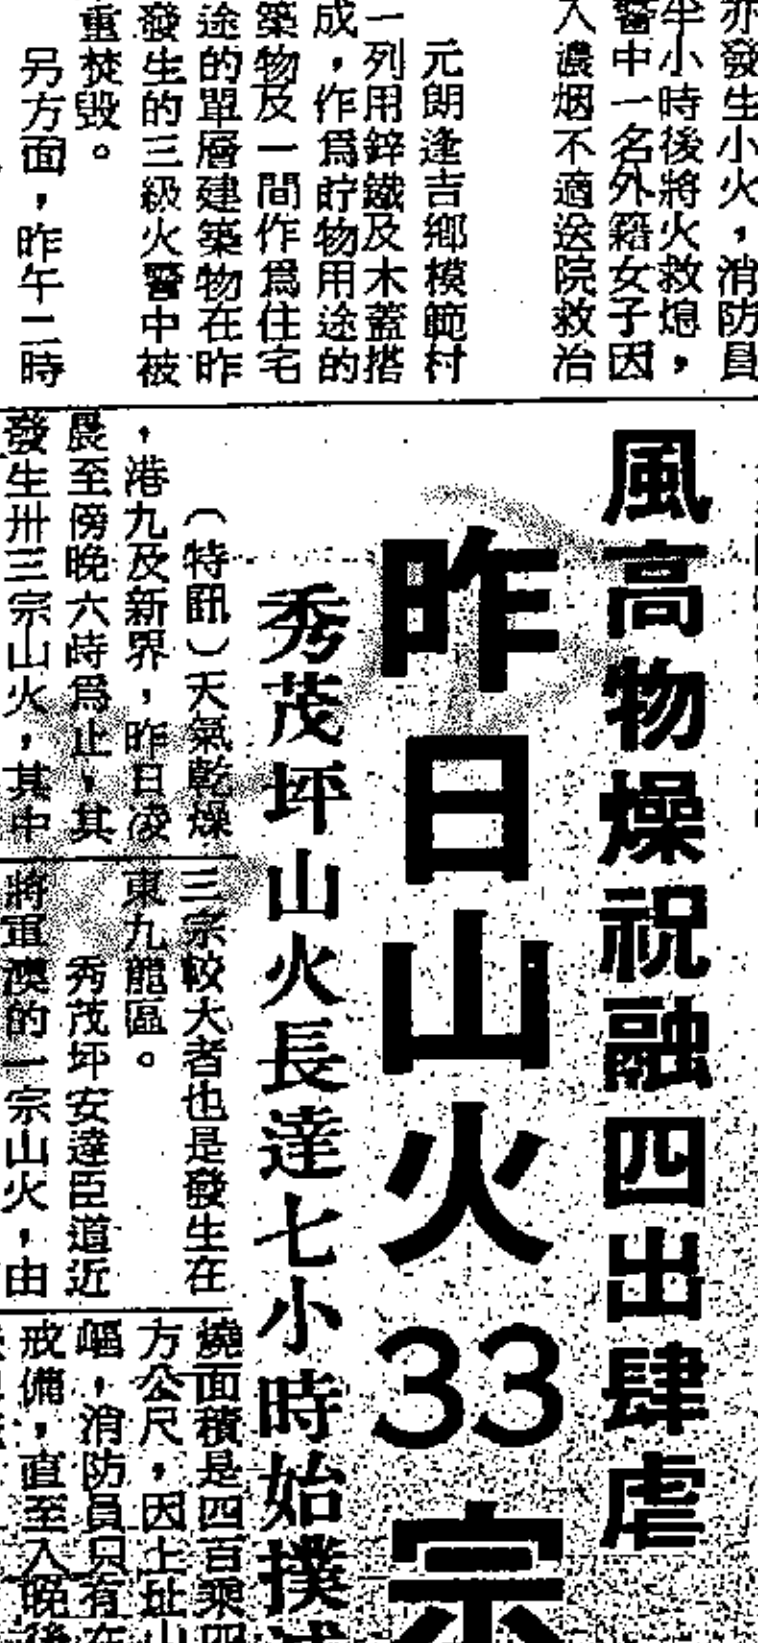 亦發生小火，消防員
半小時後將火救熄，
警中一名外籍女子因
入濃烟不適送院救治
元朗逢吉鄉模範村
一列用鋅鐵及木蓋搭
成，作爲貯物用途的
築物及一間作爲住宅
途的單層建築物在昨
發生的三級火警中被
重焚毀。
另方面，昨午二時
風高物燥祝融四出肆虐
昨日山火33宗
秀茂坪山火長達七小時始撲滅
（特訊）天氣乾燥
，港九及新界，昨日凌
晨至傍晚六時爲止，其
發生卅三宗山火，其中
三宗較大者也是發生在
東九龍區。
秀茂坪安達臣道近
將軍澳的一宗山火，由
燒面積是四百乘四
方公尺，因上址山
嶇，消防員只有在
戒備，直至入晚後